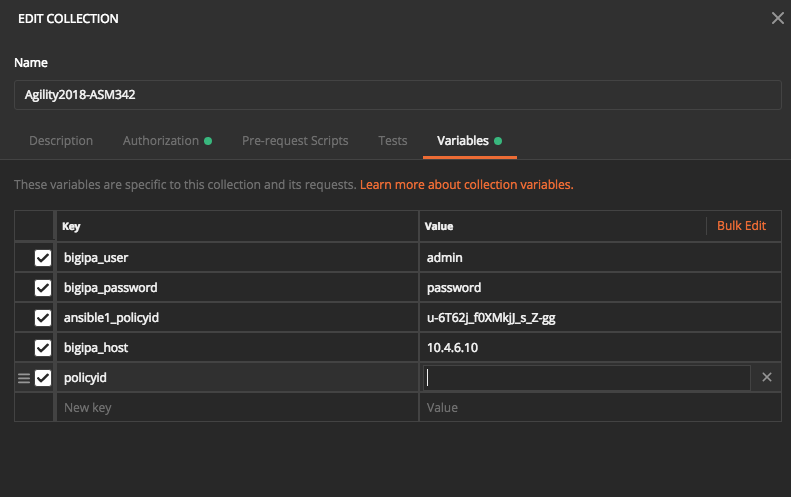 EDIT COLLECTION
Name
Agility2018-ASM342
Description Authorization Pre-request Scripts Tests Variables
These variables are specific to this collection and its requests. Learn more about collection variables.
Key Value Bulk Edit
bigipa_user admin
bigipa_password password
ansible1_policyid u-6T62j_f0XMkjJ_s_Z-gg
bigipa_host 10.4.6.10
policyid
New key Value